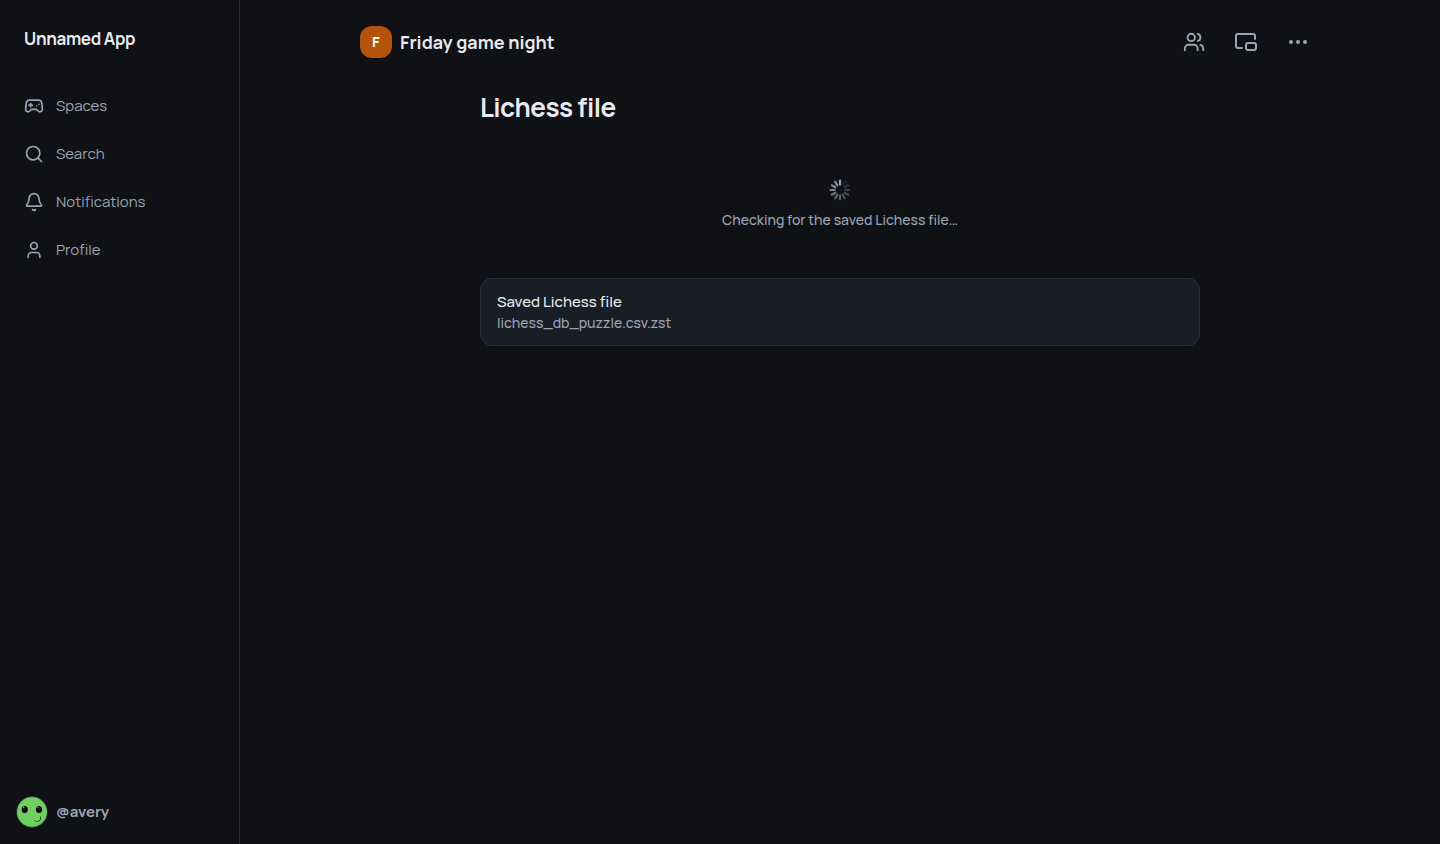 Unnamed App
Spaces
Search
Notifications
Profile
@avery
F
Friday game night
Lichess file
Checking for the saved Lichess file…
Saved Lichess file
lichess_db_puzzle.csv.zst